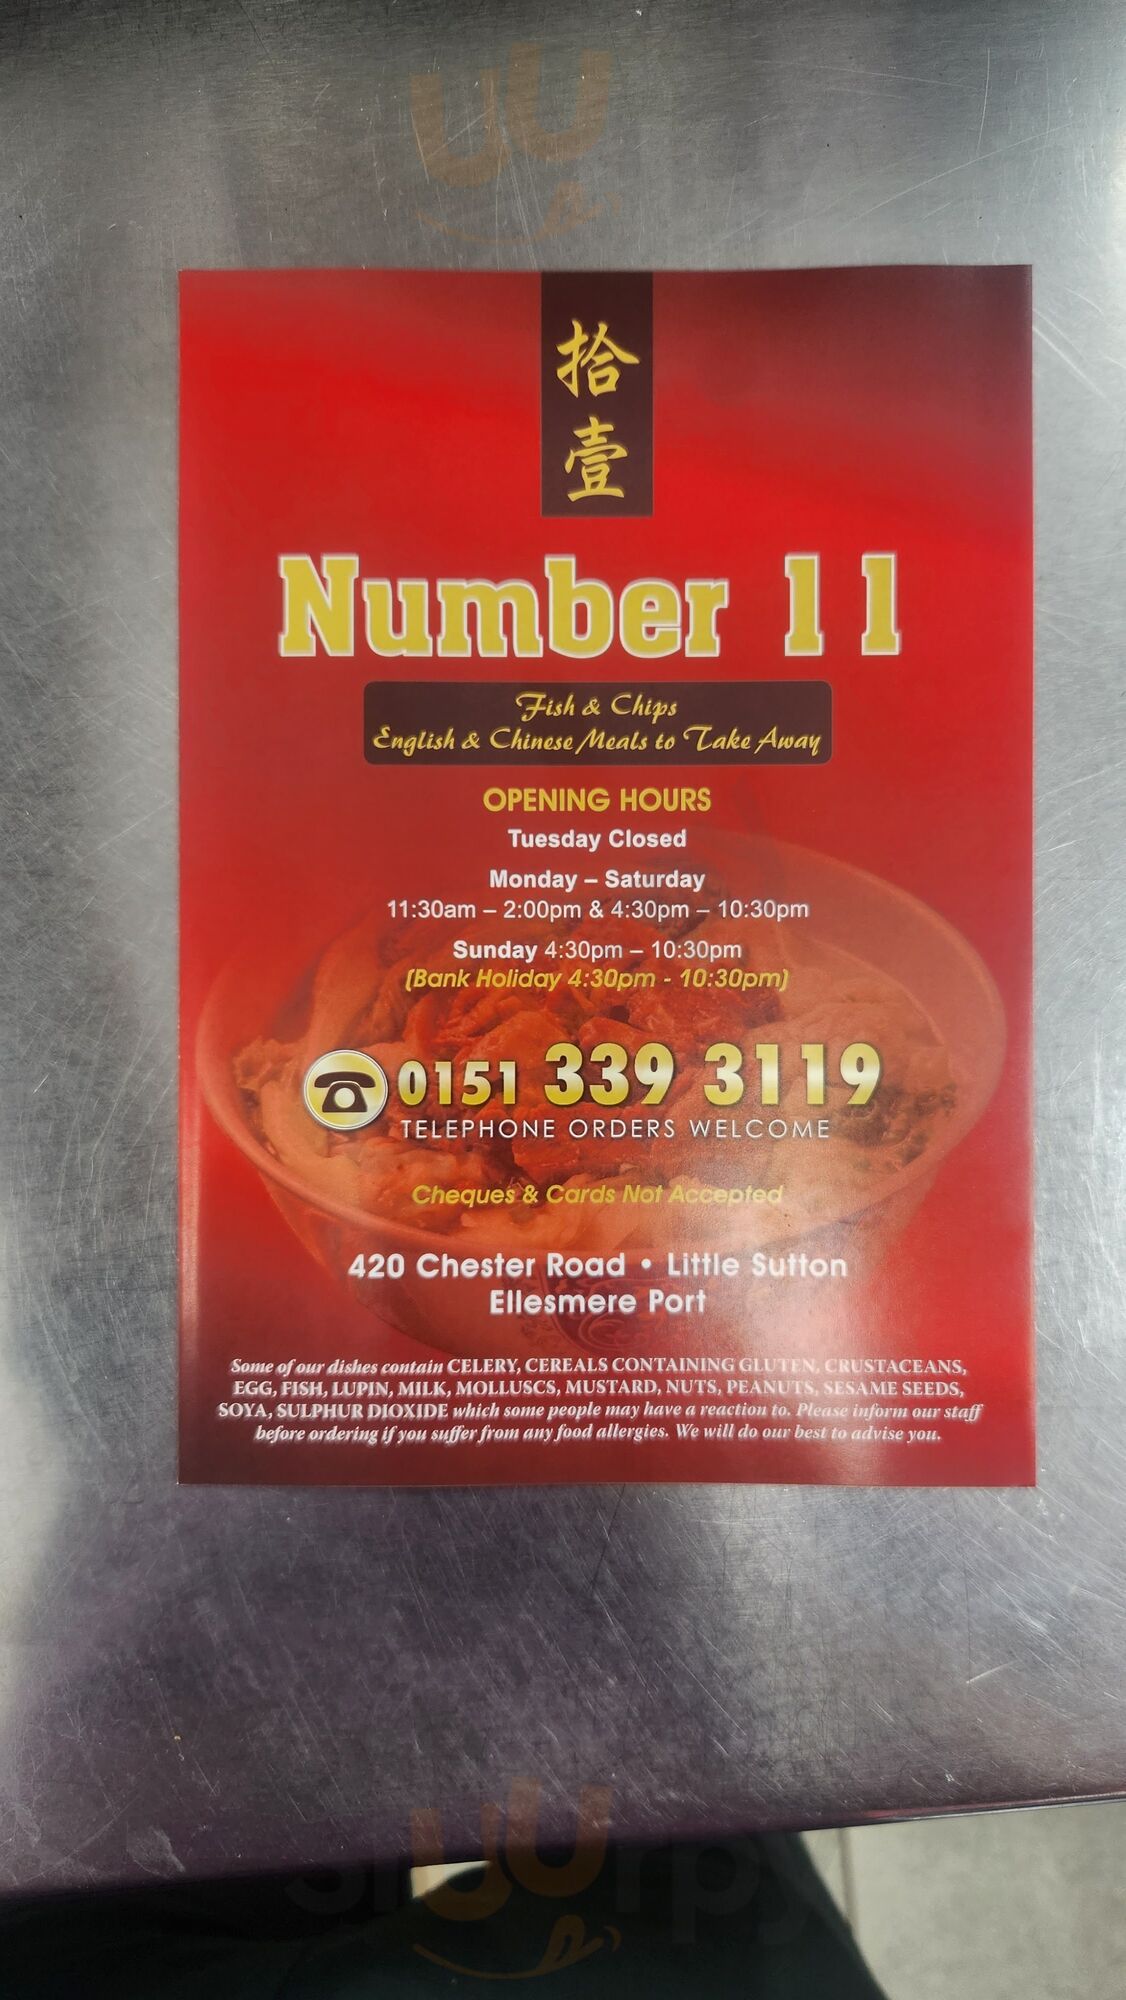 拾
壹
Number 11
Fish & Chips
English & Chinese Meals to Take Away
OPENING HOURS
Tuesday Closed
Monday – Saturday
11:30am – 2:00pm & 4:30pm – 10:30pm
Sunday 4:30pm – 10:30pm
(Bank Holiday 4:30pm - 10:30pm)
0151 339 3119
TELEPHONE ORDERS WELCOME
Cheques & Cards Not Accepted
420 Chester Road • Little Sutton
Ellesmere Port
Some of our dishes contain CELERY, CEREALS CONTAINING GLUTEN, CRUSTACEANS,
EGG, FISH, LUPIN, MILK, MOLLUSCS, MUSTARD, NUTS, PEANUTS, SESAME SEEDS,
SOYA, SULPHUR DIOXIDE which some people may have a reaction to. Please inform our staff
before ordering if you suffer from any food allergies. We will do our best to advise you.
slurrpy